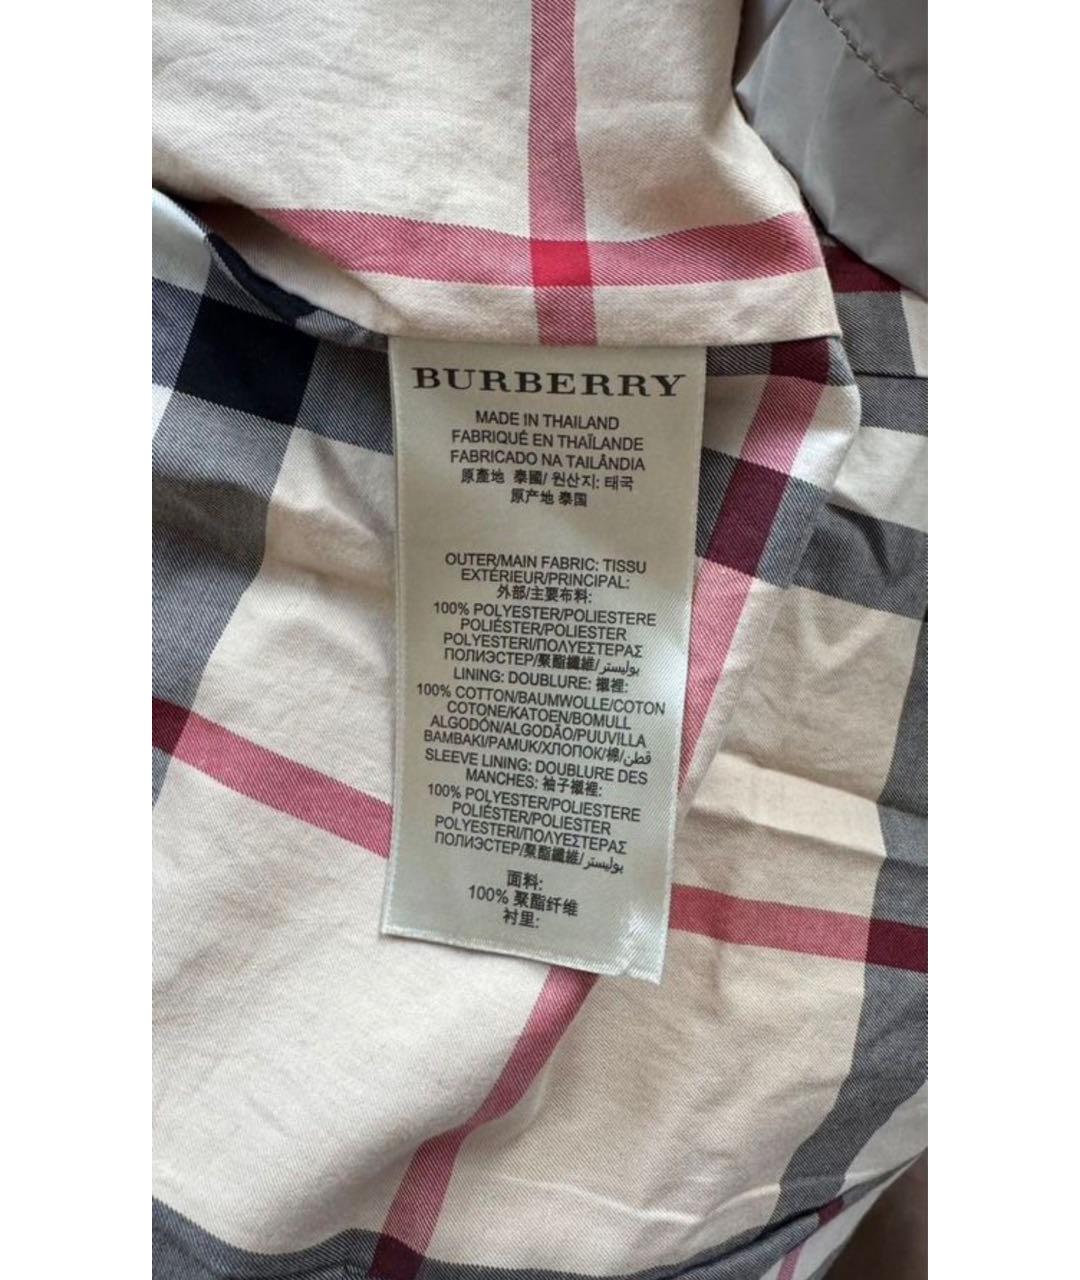 BURBERRY
MADE IN THAILAND
FABRIQUÉ EN THAÏLANDE
FABRICADO NA TAILÂNDIA
原產地 泰國/ 원산지: 태국
原产地 泰国
OUTER/MAIN FABRIC: TISSU
EXTÉRIEUR/PRINCIPAL:
外部/主要布料:
100% POLYESTER/POLIESTERE
POLIÉSTER/POLIESTER
POLYESTERI/ΠΟΛΥΕΣΤΕΡΑΣ
ПОЛИЭСТЕР/聚酯纖維/بوليستر
LINING: DOUBLURE: 襯裡:
100% COTTON/BAUMWOLLE/COTON
COTONE/KATOEN/BOMULL
ALGODÓN/ALGODÃO/PUUVILLA
BAMBAKI/PAMUK/ХЛОПОК/棉/قطن
SLEEVE LINING: DOUBLURE DES
MANCHES: 袖子襯裡:
100% POLYESTER/POLIESTERE
POLIÉSTER/POLIESTER
POLYESTERI/ΠΟΛΥΕΣΤΕΡΑΣ
ПОЛИЭСТЕР/聚酯纖維/بوليستر
面料:
100% 聚酯纤维
衬里: